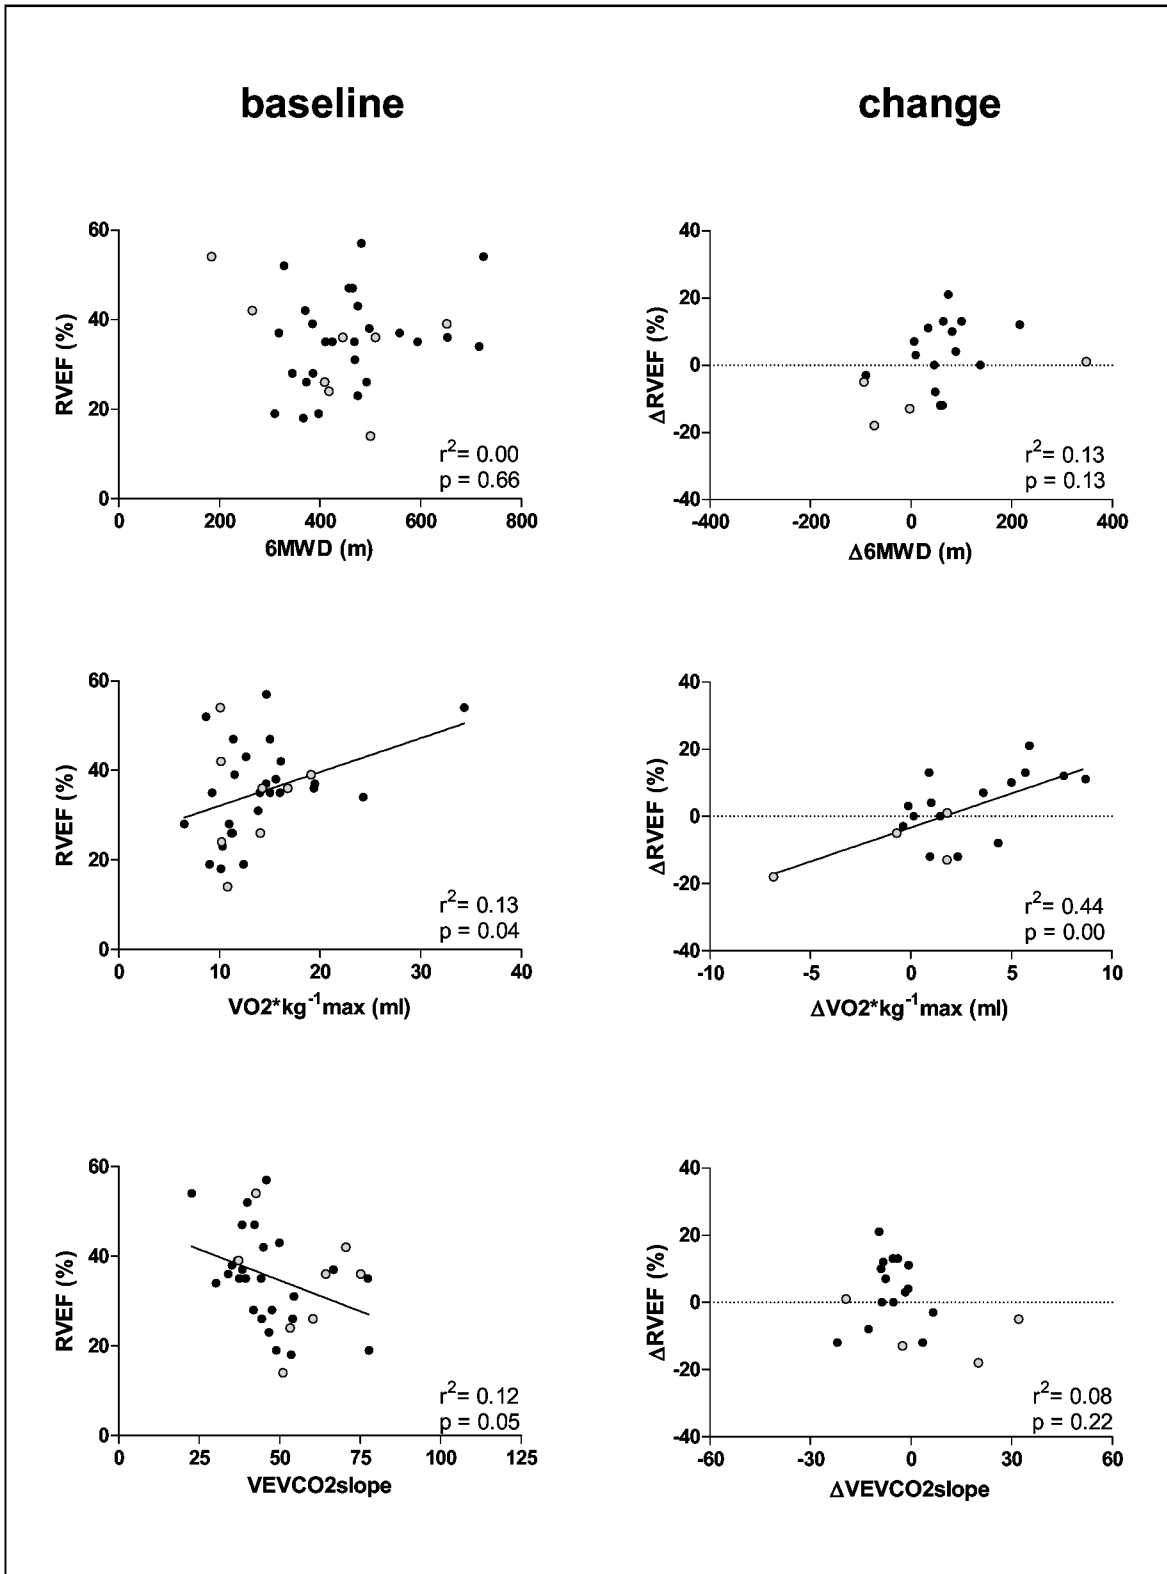 baseline
change
60
40
20
0
RVEF (%)
r2= 0.00
p = 0.66
0 200 400 600 800
6MWD (m)
40
20
0
-20
-40
ΔRVEF (%)
r2= 0.13
p = 0.13
-400 -200 0 200 400
Δ6MWD (m)
60
40
20
0
RVEF (%)
r2= 0.13
p = 0.04
0 10 20 30 40
VO2*kg-1max (ml)
40
20
0
-20
-40
ΔRVEF (%)
r2= 0.44
p = 0.00
-10 -5 0 5 10
ΔVO2*kg-1max (ml)
60
40
20
0
RVEF (%)
r2= 0.12
p = 0.05
0 25 50 75 100 125
VEVCO2slope
40
20
0
-20
-40
ΔRVEF (%)
r2= 0.08
p = 0.22
-60 -30 0 30 60
ΔVEVCO2slope